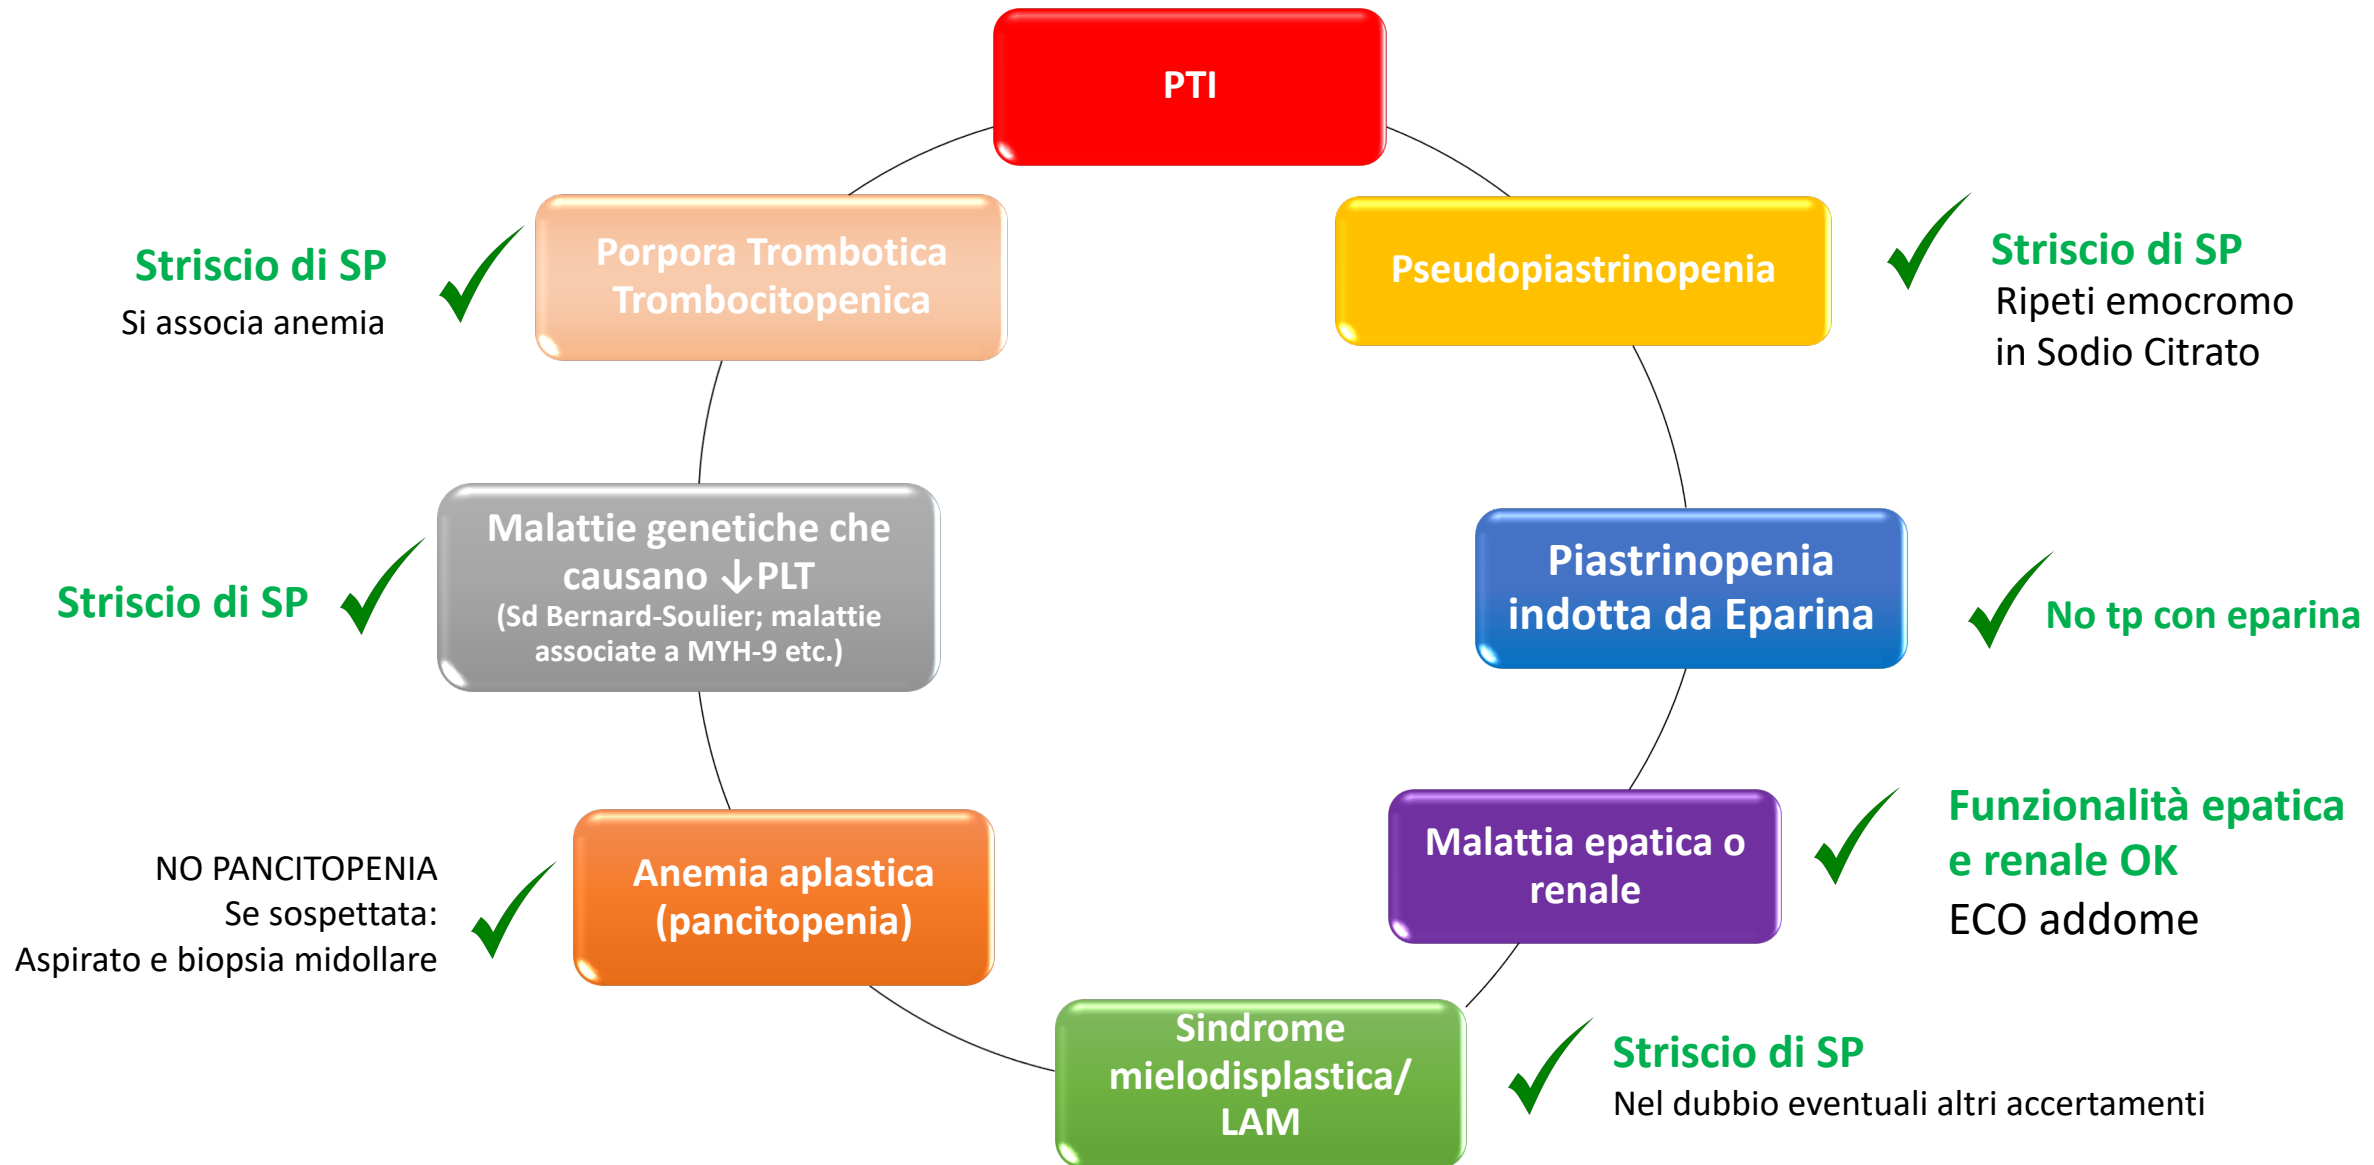 PTI
Porpora Trombotica
Trombocitopenica
Striscio di SP
Si associa anemia
Pseudopiastrinopenia
Striscio di SP
Ripeti emocromo
in Sodio Citrato
Malattie genetiche che
causano ↓PLT
(Sd Bernard-Soulier; malattie
associate a MYH-9 etc.)
Striscio di SP
Piastrinopenia
indotta da Eparina
No tp con eparina
Anemia aplastica
(pancitopenia)
NO PANCITOPENIA
Se sospettata:
Aspirato e biopsia midollare
Malattia epatica o
renale
Funzionalità epatica
e renale OK
ECO addome
Sindrome
mielodisplastica/
LAM
Striscio di SP
Nel dubbio eventuali altri accertamenti